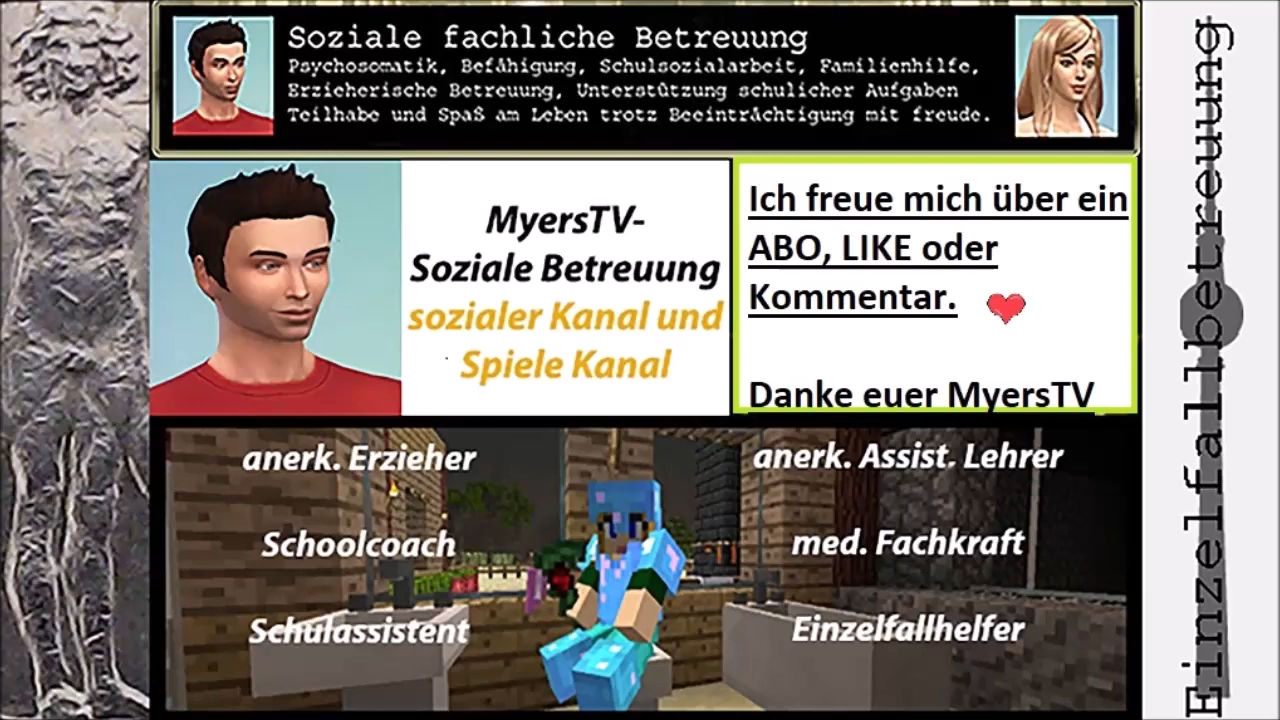 Soziale fachliche Betreuung
Psychosomatik, Befähigung, Schulsozialarbeit, Familienhilfe,
Erzieherische Betreuung, Unterstützung schulicher Aufgaben
Teilhabe und Spaß am Leben trotz Beeinträchtigung mit freude.
MyersTV-
Soziale Betreuung
sozialer Kanal und
Spiele Kanal
Ich freue mich über ein
ABO, LIKE oder
Kommentar.
Danke euer MyersTV
anerk. Erzieher
anerk. Assist. Lehrer
Schoolcoach
med. Fachkraft
Schulassistent
Einzelfallhelfer
Einzelfallbetreuung